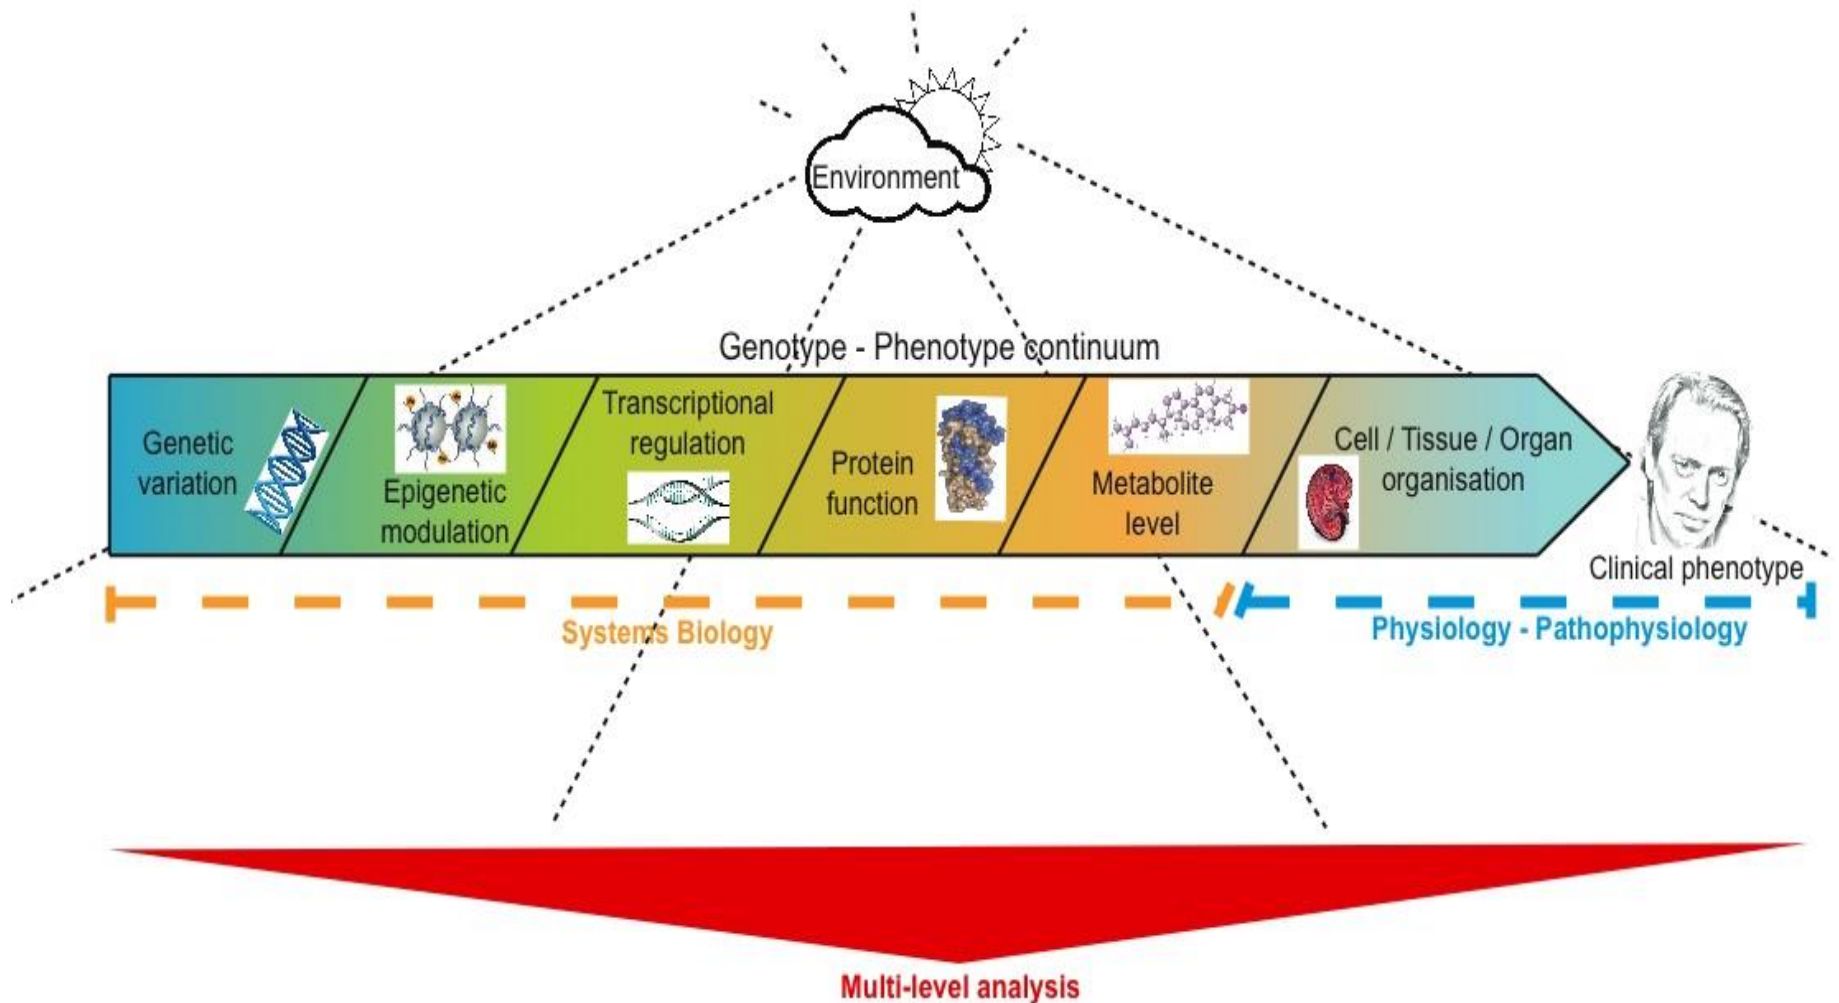 Environment
Genotype - Phenotype continuum
Genetic
variation
Epigenetic
modulation
Transcriptional
regulation
Protein
function
Metabolite
level
Cell / Tissue / Organ
organisation
Clinical phenotype
Systems Biology
Physiology - Pathophysiology
Multi-level analysis